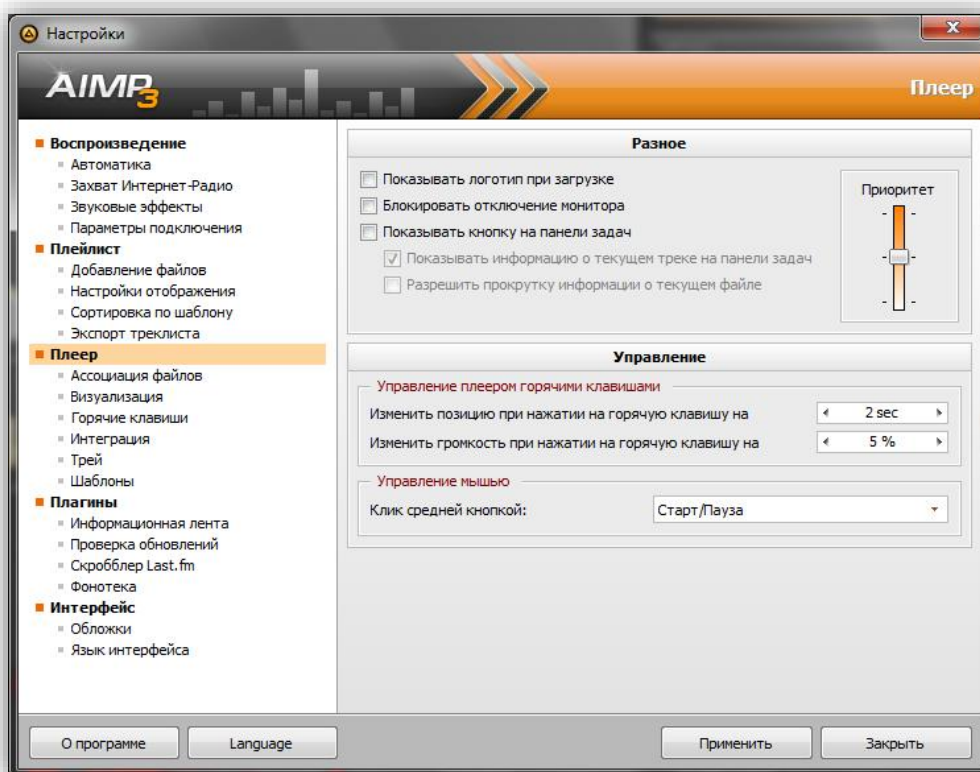 Настройки
AIMP3
Плеер
Воспроизведение
Автоматика
Захват Интернет-Радио
Звуковые эффекты
Параметры подключения
Плейлист
Добавление файлов
Настройки отображения
Сортировка по шаблону
Экспорт треклиста
Плеер
Ассоциация файлов
Визуализация
Горячие клавиши
Интеграция
Трей
Шаблоны
Плагины
Информационная лента
Проверка обновлений
Скробблер Last.fm
Фонотека
Интерфейс
Обложки
Язык интерфейса
Разное
Показывать логотип при загрузке
Блокировать отключение монитора
Показывать кнопку на панели задач
Показывать информацию о текущем треке на панели задач
Разрешить прокрутку информации о текущем файле
Приоритет
Управление
Управление плеером горячими клавишами
Изменить позицию при нажатии на горячую клавишу на 2 sec
Изменить громкость при нажатии на горячую клавишу на 5 %
Управление мышью
Клик средней кнопкой: Старт/Пауза
О программе Language Применить Закрыть